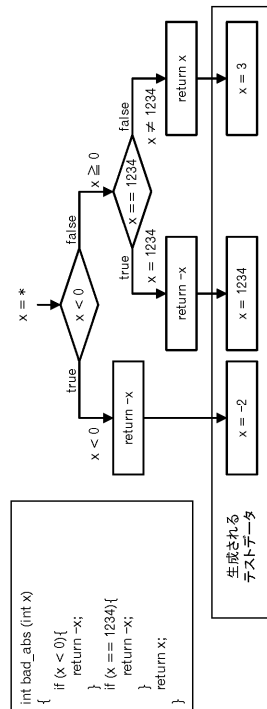 int bad_abs (int x)
{
if (x < 0){
return −x;
}
if (x == 1234){
return −x;
}
return x;
}
x = *
x < 0
true
false
x < 0
x ≧ 0
return −x
x == 1234
true
false
x = 1234
x ≠ 1234
return −x
return x
生成される
テストデータ
x = -2
x = 1234
x = 3